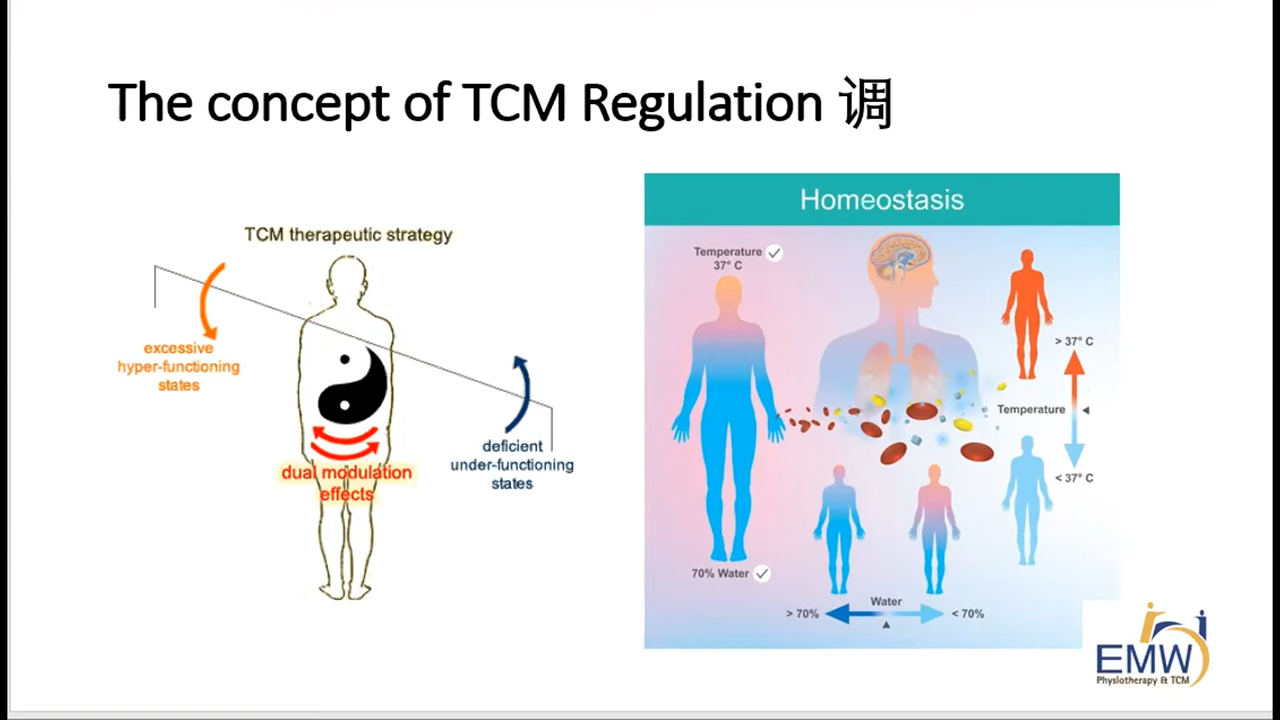 The concept of TCM Regulation 调
TCM therapeutic strategy
excessive
hyper-functioning
states
deficient
under-functioning
states
dual modulation
effects
Homeostasis
Temperature
37° C
> 37° C
Temperature
< 37° C
70% Water
Water
> 70%
< 70%
EMW
Physiotherapy & TCM